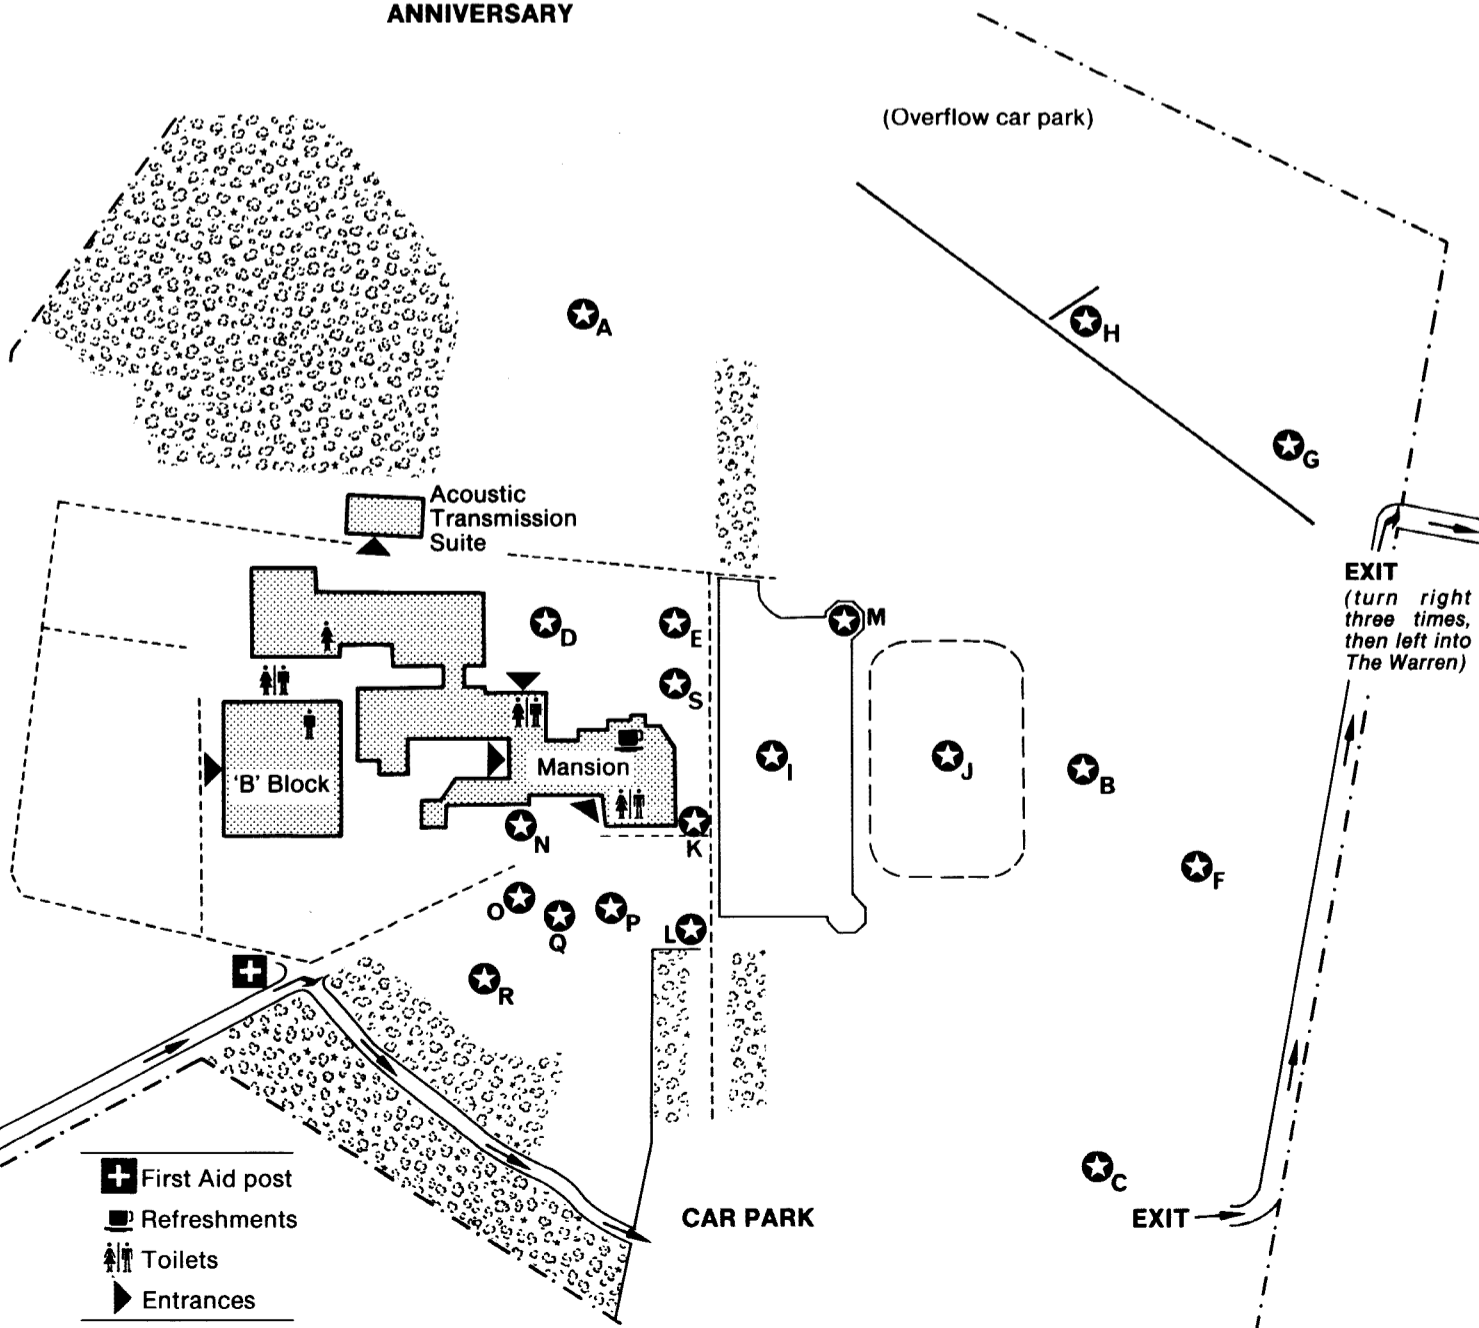 ANNIVERSARY
(Overflow car park)
A
H
G
Acoustic
Transmission
Suite
EXIT
(turn right
three times,
then left into
The Warren)
D
E
M
S
I
J
B
'B' Block
Mansion
N
K
F
O
Q
P
L
R
C
CAR PARK
EXIT
First Aid post
Refreshments
Toilets
Entrances